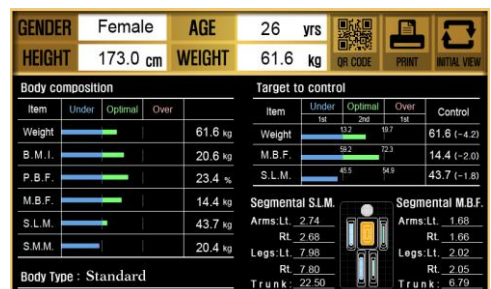 GENDER Female AGE 26 yrs
HEIGHT 173.0 cm WEIGHT 61.6 kg QR CODE PRINT INITIAL VIEW
Body composition
Item Under Optimal Over
Weight 61.6 kg
B.M.I. 20.6 kg
P.B.F. 23.4 %
M.B.F. 14.4 kg
S.L.M. 43.7 kg
S.M.M. 20.4 kg
Body Type : Standard
Target to control
Item Under Optimal Over Control
1st 2nd 1st
Weight 13.2 19.7 61.6 (-4.2)
M.B.F. 59.2 72.3 14.4 (-2.0)
S.L.M. 45.5 54.9 43.7 (-1.8)
Segmental S.L.M.
Arms:Lt. 2.74
Rt. 2.68
Legs:Lt. 7.98
Rt. 7.80
Trunk: 22.50
Segmental M.B.F.
Arms:Lt. 1.68
Rt. 1.66
Legs:Lt. 2.02
Rt. 2.05
Trunk: 6.79